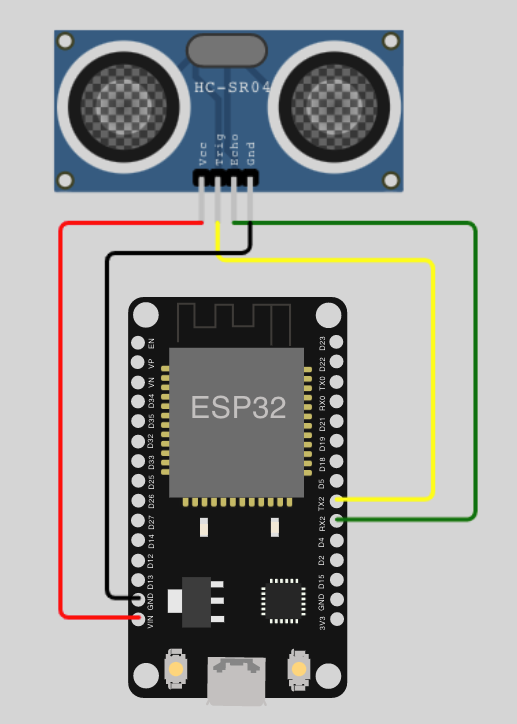 HC-SR04
Vcc
Trig
Echo
Gnd
ESP32
EN
VP
VN
D34
D35
D32
D33
D25
D26
D27
D14
D12
D13
GND
VIN
D23
D22
TX0
RX0
D21
D19
D18
D5
TX2
RX2
D4
D2
D15
GND
3V3